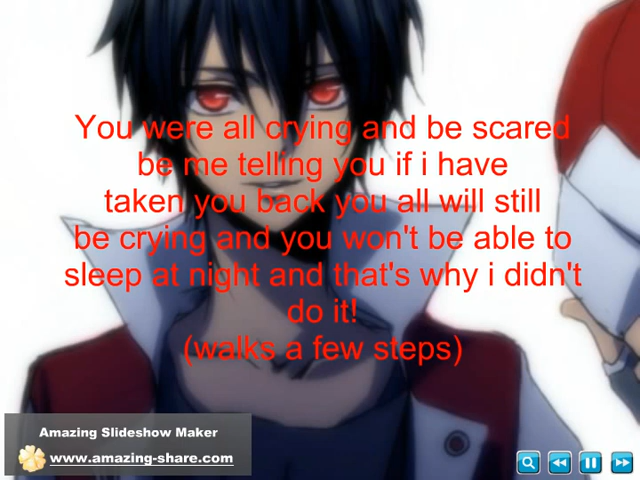 You were all crying and be scared
be me telling you if i have
taken you back you all will still
be crying and you won't be able to
sleep at night and that's why i didn't
do it!
(walks a few steps)
Amazing Slideshow Maker
www.amazing-share.com